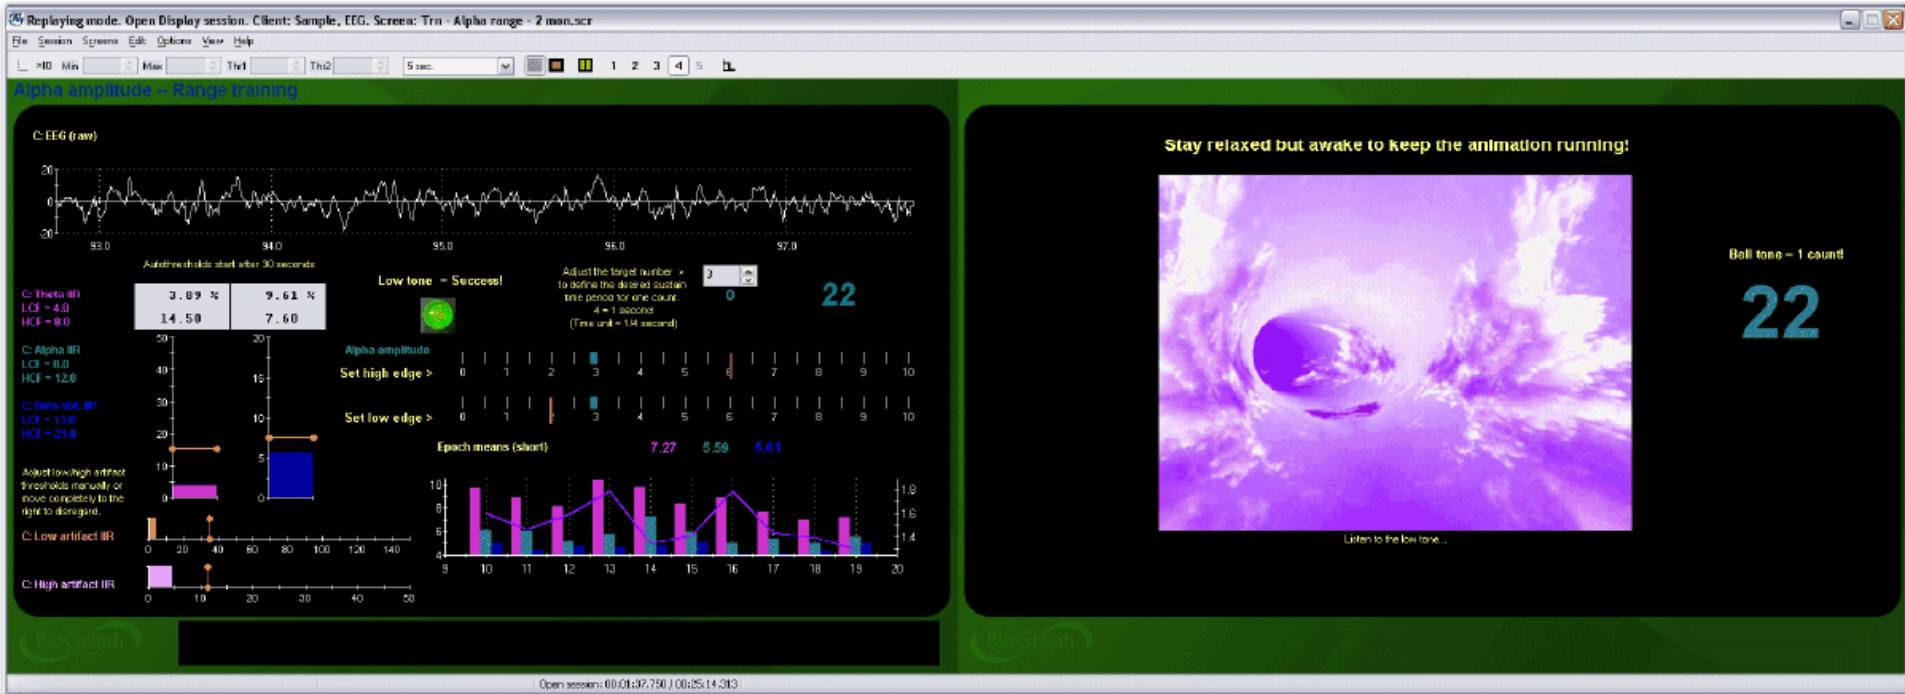 Replaying mode. Open Display session. Client: Sample, EEG. Screen: Trn - Alpha range - 2 mon.scr
File Session Screens Edit Options View Help
×10 Min Max Thr1 Thr2 5 sec. 1 2 3 4 5
Alpha amplitude -- Range training
C: EEG (raw)
20
0
-20
93.0 94.0 95.0 96.0 97.0
Autothresholds start after 30 seconds
C: Theta IIR
LCF = 4.0
HCF = 8.0
3.89 % 9.61 %
14.50 7.60
Low tone = Success!
Adjust the target number >
to define the desired sustain
time period for one count.
4 = 1 second
(Time unit = 1/4 second)
3
0
22
C: Alpha IIR
LCF = 8.0
HCF = 12.0
C: Beta std. IIR
LCF = 13.0
HCF = 21.0
50
40
30
20
10
0
20
15
10
5
0
Alpha amplitude
Set high edge >
0 1 2 3 4 5 6 7 8 9 10
Set low edge >
0 1 2 3 4 5 6 7 8 9 10
Epoch means (short) 7.27 5.59 5.01
10
8
6
4
1.8
1.6
1.4
9 10 11 12 13 14 15 16 17 18 19 20
Adjust low/high artifact
thresholds manually or
move completely to the
right to disregard.
C: Low artifact IIR
0 20 40 60 80 100 120 140
C: High artifact IIR
0 10 20 30 40 50
BioGraph
Stay relaxed but awake to keep the animation running!
Bell tone = 1 count!
22
Listen to the low tone...
BioGraph
Open session: 00:01:37.750 / 00:25:14.313